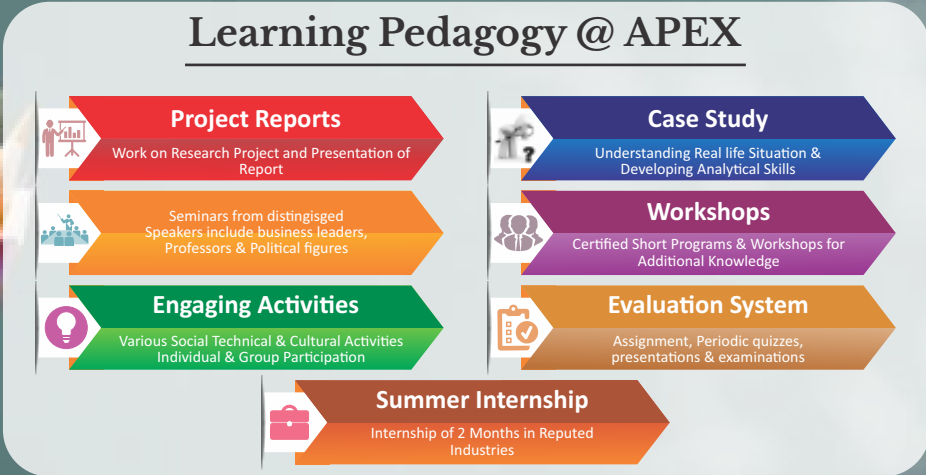 Learning Pedagogy @ APEX
Project Reports
Work on Research Project and Presentation of
Report
Case Study
Understanding Real life Situation &
Developing Analytical Skills
Seminars from distingisged
Speakers include business leaders,
Professors & Political figures
Workshops
Certified Short Programs & Workshops for
Additional Knowledge
Engaging Activities
Various Social Technical & Cultural Activities
Individual & Group Participation
Evaluation System
Assignment, Periodic quizzes,
presentations & examinations
Summer Internship
Internship of 2 Months in Reputed
Industries